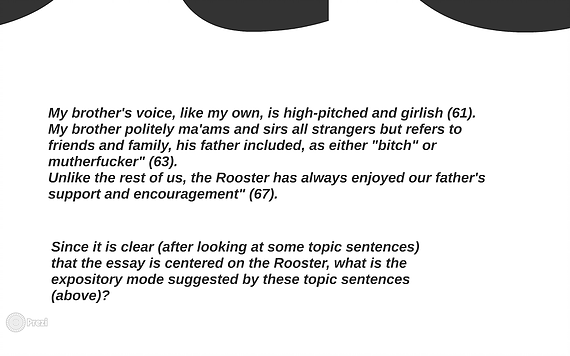 My brother's voice, like my own, is high-pitched and girlish (61).
My brother politely ma'ams and sirs all strangers but refers to
friends and family, his father included, as either "bitch" or
mutherfucker" (63).
Unlike the rest of us, the Rooster has always enjoyed our father's
support and encouragement" (67).
Since it is clear (after looking at some topic sentences)
that the essay is centered on the Rooster, what is the
expository mode suggested by these topic sentences
(above)?
Prezi